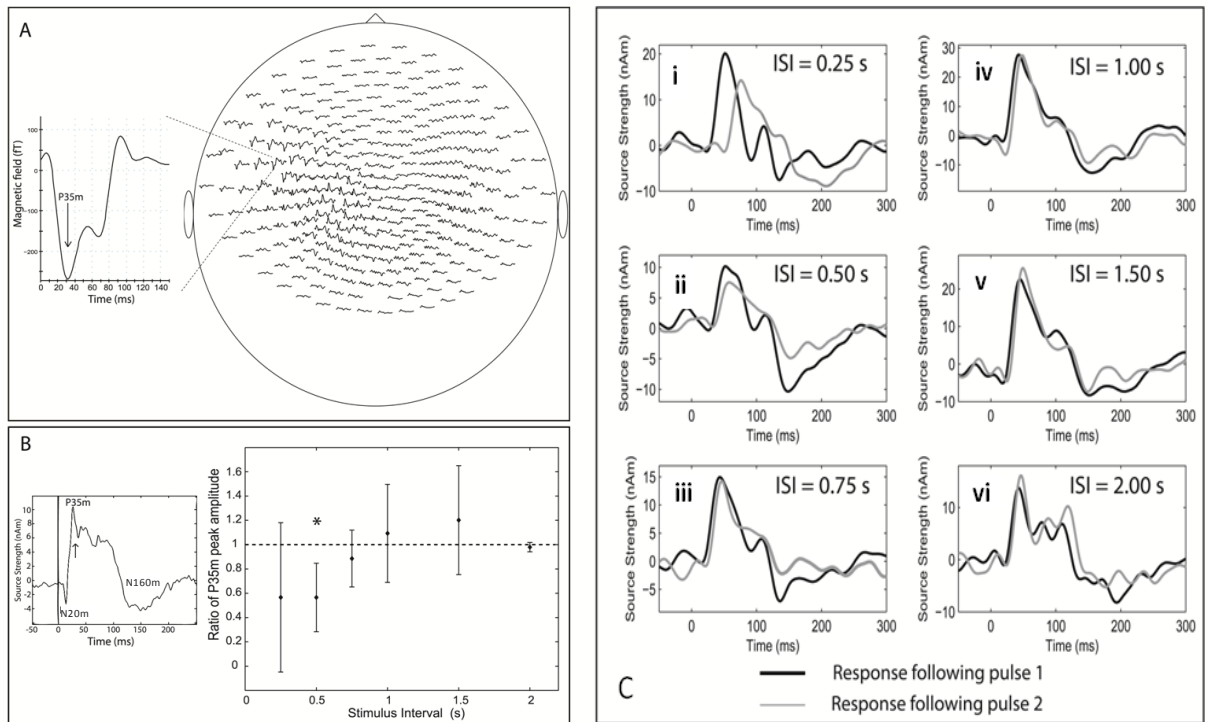 A
Magnetic field (fT)
100
0
-100
-200
P35m
0 20 40 60 80 100 120 140
Time (ms)
B
Source Strength (nAm)
10
8
6
4
2
0
-2
-4
P35m
N20m
N160m
-50 0 50 100 150 200
Time (ms)
Ratio of P35m peak amplitude
1.6
1.4
1.2
1
0.8
0.6
0.4
0.2
0
*
0 0.5 1 1.5 2
Stimulus Interval (s)
C
i
ISI = 0.25 s
Source Strength (nAm)
20
10
0
−10
0 100 200 300
Time (ms)
iv
ISI = 1.00 s
Source Strength (nAm)
30
20
10
0
−10
0 100 200 300
Time (ms)
ii
ISI = 0.50 s
Source Strength (nAm)
10
5
0
−5
−10
0 100 200 300
Time (ms)
v
ISI = 1.50 s
Source Strength (nAm)
30
20
10
0
−10
0 100 200 300
Time (ms)
iii
ISI = 0.75 s
Source Strength (nAm)
15
10
5
0
−5
0 100 200 300
Time (ms)
vi
ISI = 2.00 s
Source Strength (nAm)
20
10
0
−10
0 100 200 300
Time (ms)
Response following pulse 1
Response following pulse 2